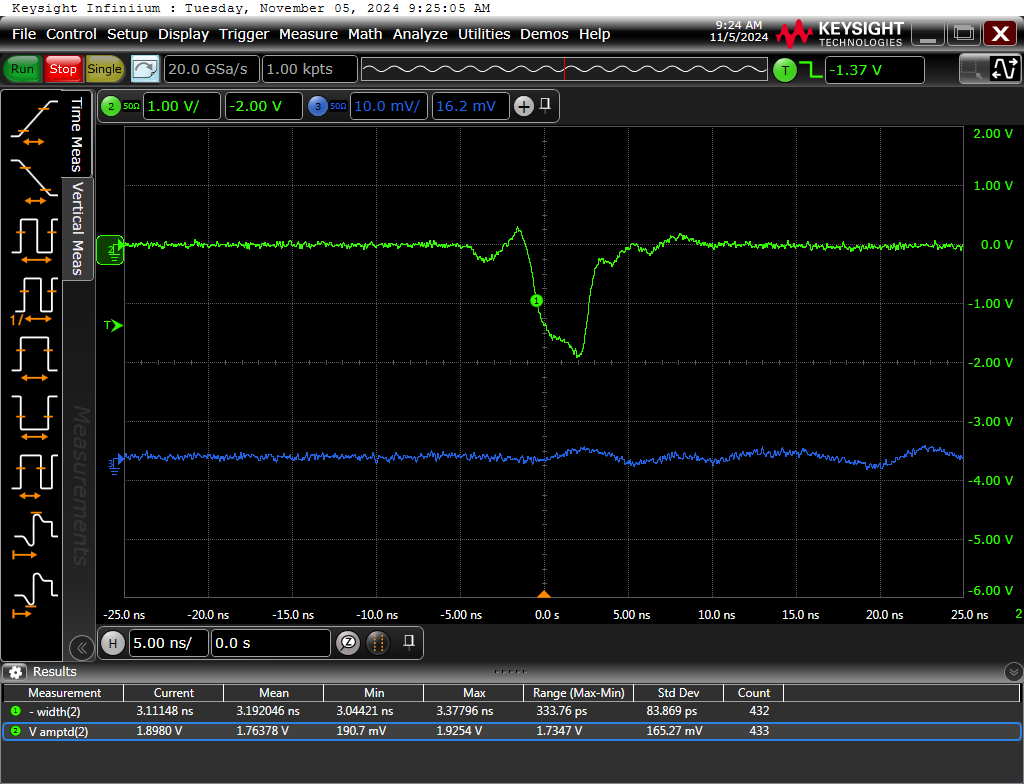 Keysight Infiniium : Tuesday, November 05, 2024 9:25:05 AM
File Control Setup Display Trigger Measure Math Analyze Utilities Demos Help
9:24 AM
11/5/2024
KEYSIGHT
TECHNOLOGIES
Run Stop Single 20.0 GSa/s 1.00 kpts T -1.37 V
2 50Ω 1.00 V/ -2.00 V 3 50Ω 10.0 mV/ 16.2 mV
Time Meas
Vertical Meas
Measurements
1/
2.00 V
1.00 V
2 0.0 V
1 -1.00 V
T
-2.00 V
-3.00 V
3
-4.00 V
-5.00 V
-6.00 V
-25.0 ns -20.0 ns -15.0 ns -10.0 ns -5.00 ns 0.0 s 5.00 ns 10.0 ns 15.0 ns 20.0 ns 25.0 ns 2
H 5.00 ns/ 0.0 s Z
Results
Measurement Current Mean Min Max Range (Max-Min) Std Dev Count
1 - width(2) 3.11148 ns 3.192046 ns 3.04421 ns 3.37796 ns 333.76 ps 83.869 ps 432
2 V amptd(2) 1.8980 V 1.76378 V 190.7 mV 1.9254 V 1.7347 V 165.27 mV 433